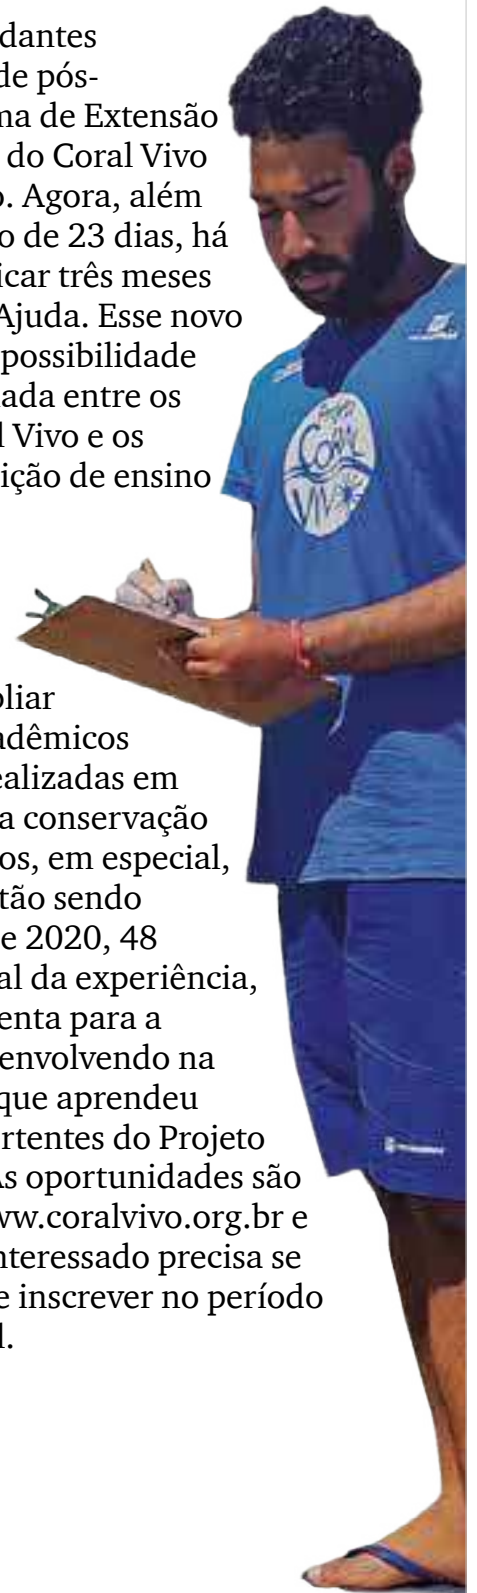 dantes
de pós-
ma de Extensão
do Coral Vivo
o. Agora, além
o de 23 dias, há
icar três meses
Ajuda. Esse novo
possibilidade
ada entre os
l Vivo e os
ição de ensino
CORAL
VIVO
pliar
adêmicos
ealizadas em
a conservação
os, em especial,
tão sendo
e 2020, 48
al da experiência,
enta para a
envolvendo na
que aprendeu
rtentes do Projeto
As oportunidades são
ww.coralvivo.org.br e
nteressado precisa se
e inscrever no período
l.